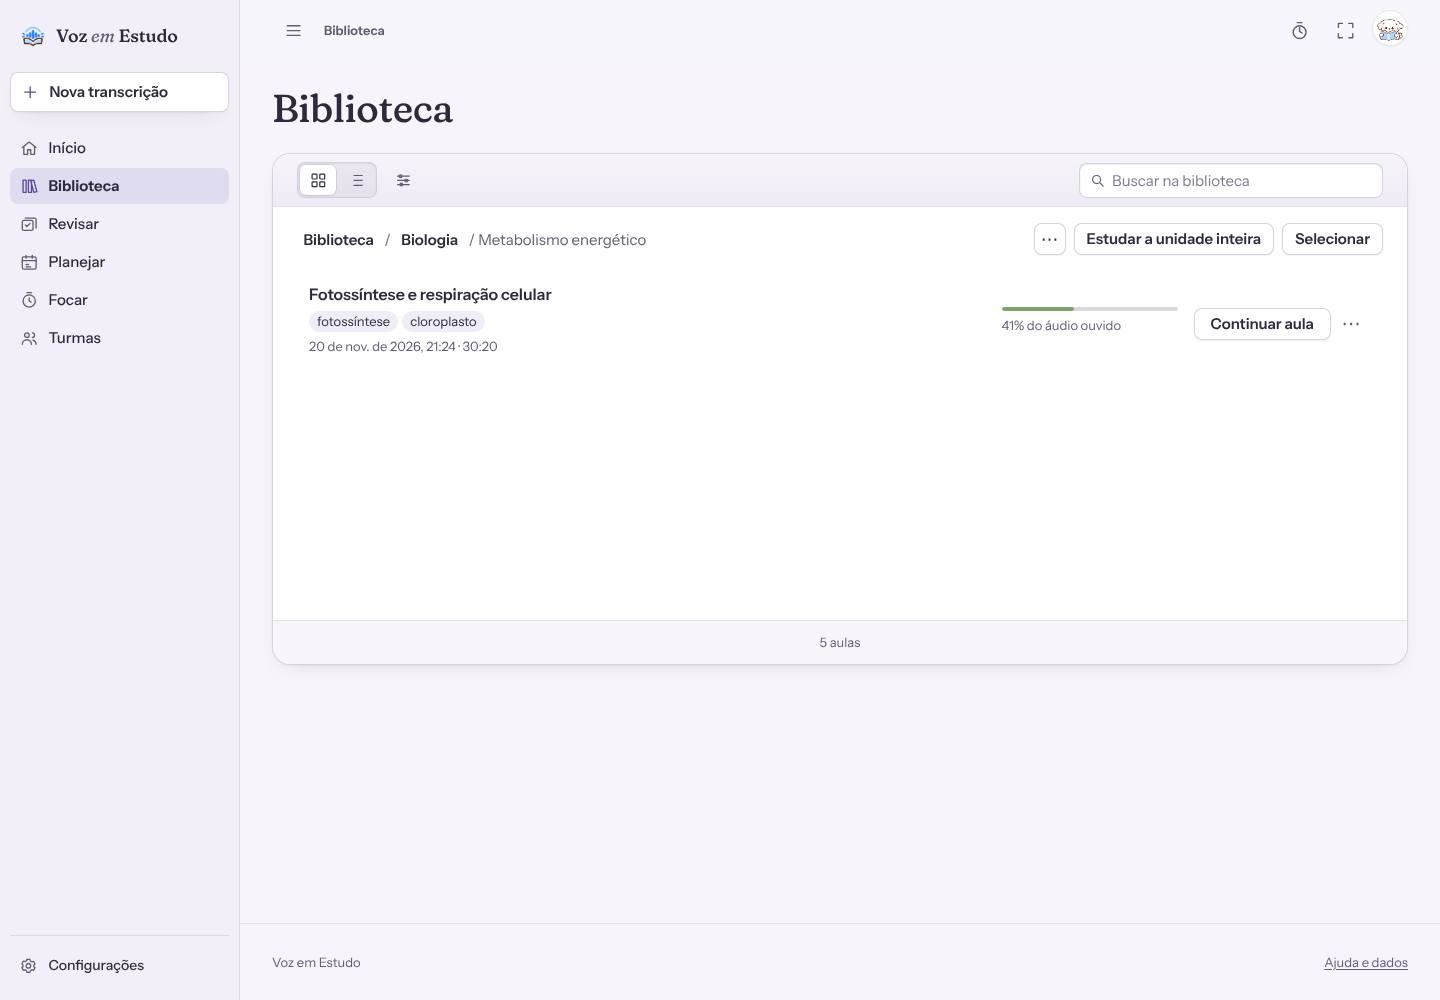 Voz em Estudo
Nova transcrição
Início
Biblioteca
Revisar
Planejar
Focar
Turmas
Configurações
Biblioteca
Biblioteca
Buscar na biblioteca
Biblioteca / Biologia / Metabolismo energético
··· Estudar a unidade inteira Selecionar
Fotossíntese e respiração celular
fotossíntese cloroplasto
20 de nov. de 2026, 21:24 · 30:20
41% do áudio ouvido
Continuar aula ···
5 aulas
Voz em Estudo
Ajuda e dados